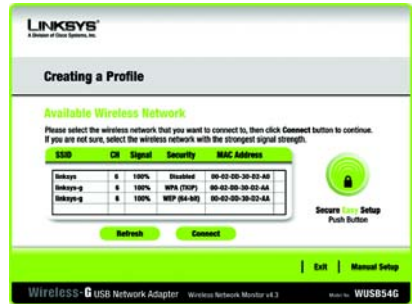 LINKSYS®
A Division of Cisco Systems, Inc.
Creating a Profile
Available Wireless Network
Please select the wireless network that you want to connect to, then click Connect button to continue.
If you are not sure, select the wireless network with the strongest signal strength.
SSID CH Signal Security MAC Address
linksys 6 100% Disabled 00-02-DD-30-D2-A0
linksys-g 6 100% WPA (TKIP) 00-02-DD-30-D2-AA
linksys-g 6 100% WEP (64-bit) 00-02-DD-30-D2-AA
Refresh Connect
Secure Easy Setup
Push Button
Exit Manual Setup
Wireless-G USB Network Adapter Wireless Network Monitor v4.3 Model No. WUSB54G